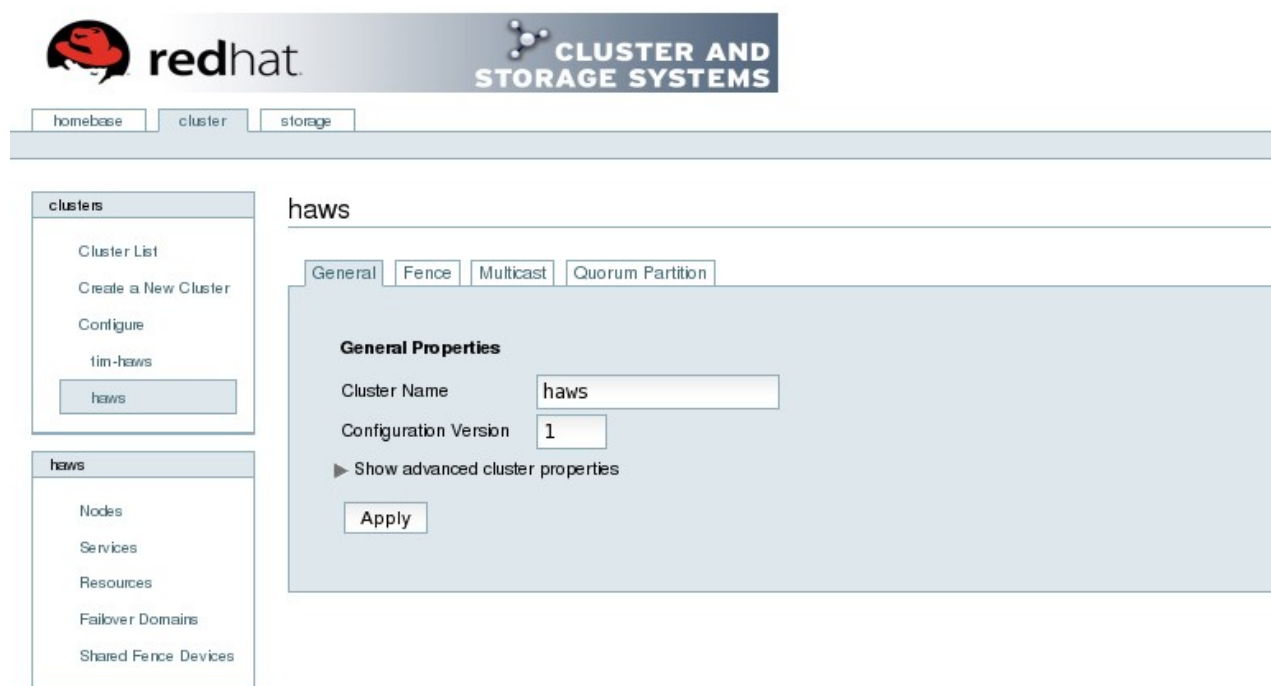 redhat.
CLUSTER AND
STORAGE SYSTEMS
homebase cluster storage
clusters
Cluster List
Create a New Cluster
Configure
tim-haws
haws
haws
Nodes
Services
Resources
Failover Domains
Shared Fence Devices
haws
General Fence Multicast Quorum Partition
General Properties
Cluster Name haws
Configuration Version 1
Show advanced cluster properties
Apply